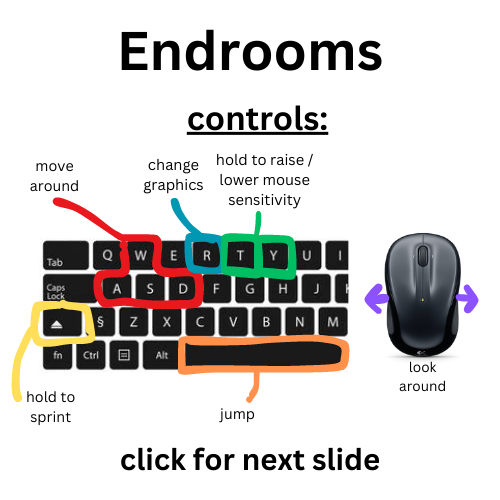 Endrooms
controls:
move
around
change
graphics
hold to raise /
lower mouse
sensitivity
Tab Q W E R T Y U I
Caps
Lock A S D F G H J
§ Z X C V B N M
fn Ctrl Alt
hold to
sprint
jump
look
around
click for next slide